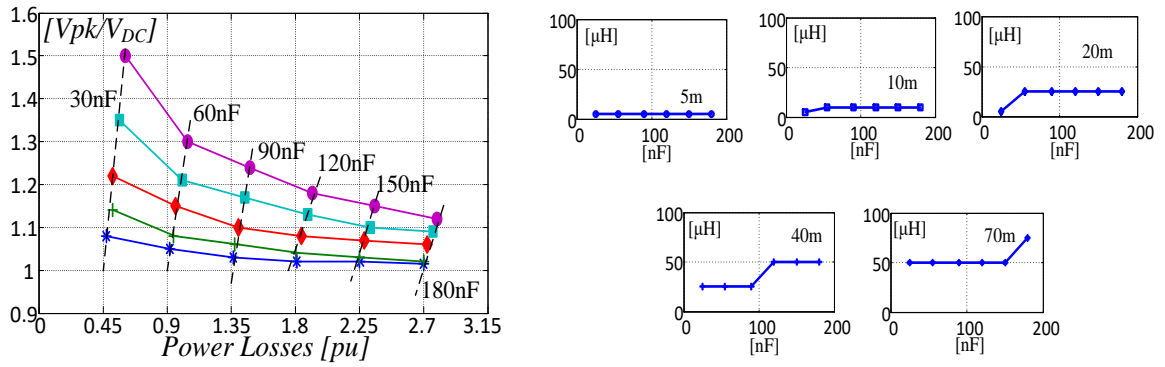 [Vpk/V_DC]
1.6
1.5
1.4
1.3
1.2
1.1
1
0.9
30nF
60nF
90nF
120nF
150nF
180nF
0 0.45 0.9 1.35 1.8 2.25 2.7 3.15
Power Losses [pu]
100
50
0
[μH]
5m
0 100 200
[nF]
100
50
0
[μH]
10m
0 100 200
[nF]
100
50
0
[μH]
20m
0 100 200
[nF]
100
50
0
[μH]
40m
0 100 200
[nF]
100
50
0
[μH]
70m
0 100 200
[nF]